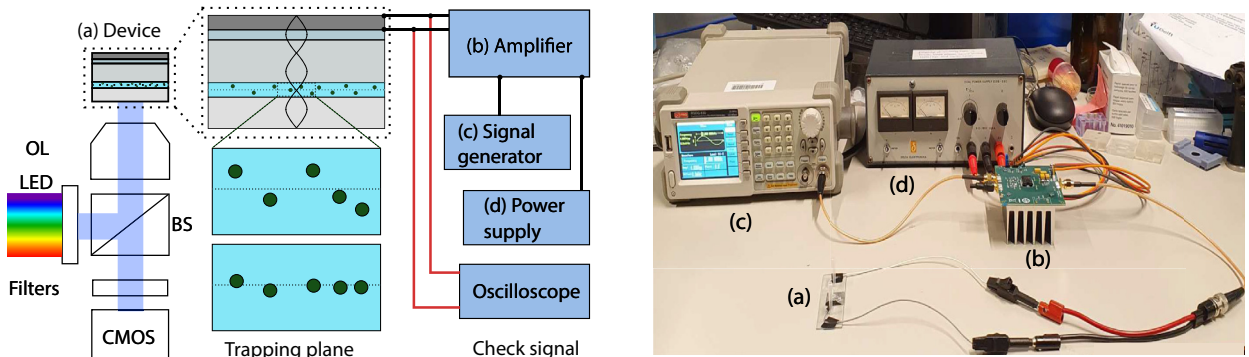 (a) Device
(b) Amplifier
(c) Signal
generator
(d) Power
supply
Oscilloscope
Check signal
OL
LED
BS
Filters
CMOS
Trapping plane
(c)
(d)
(b)
(a)